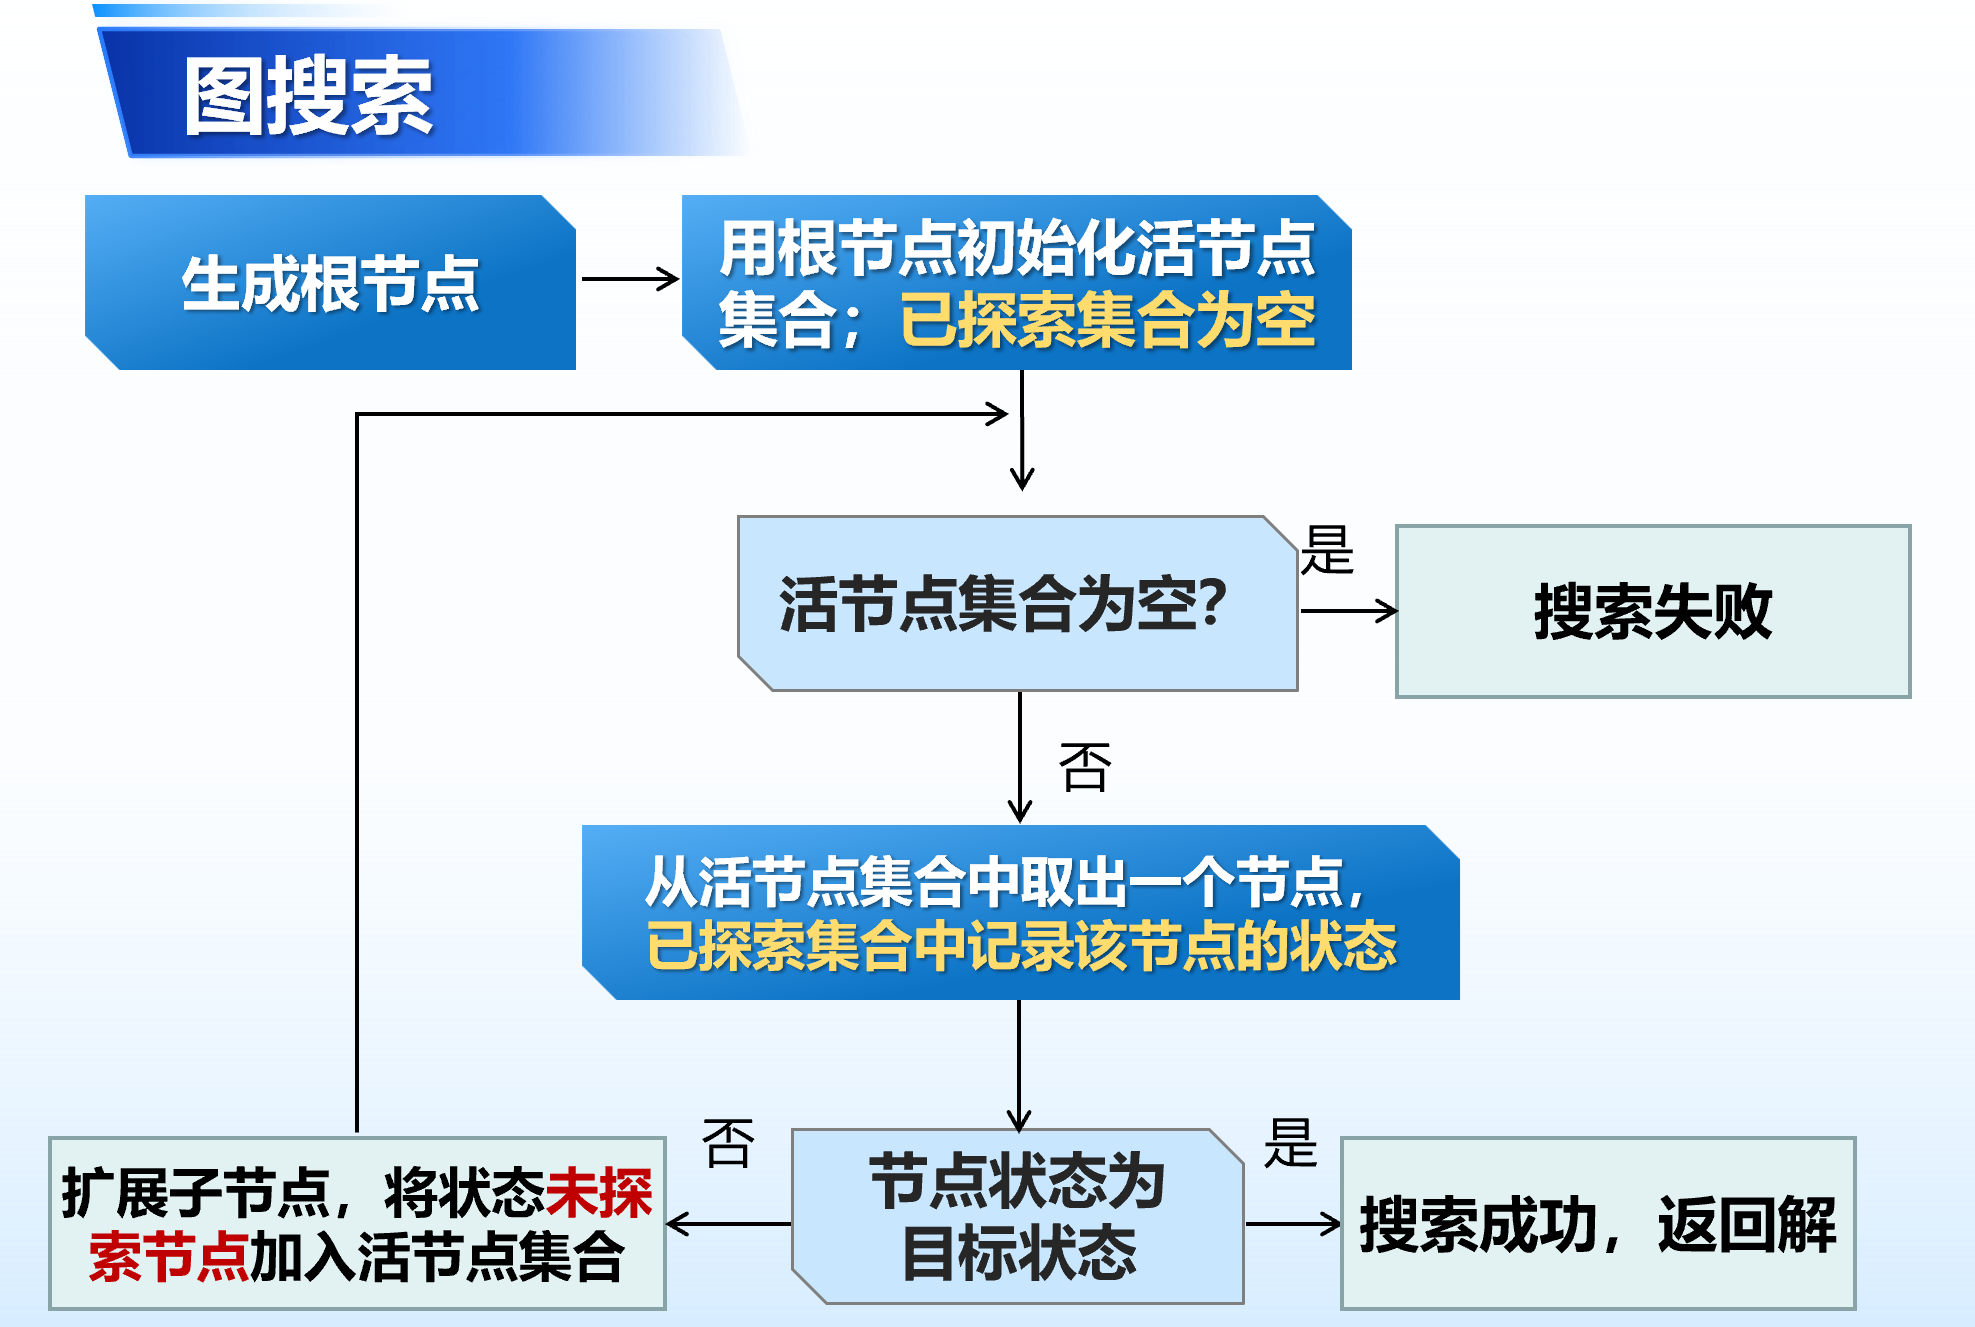 图搜索
生成根节点
用根节点初始化活节点
集合；已探索集合为空
活节点集合为空？
是
搜索失败
否
从活节点集合中取出一个节点，
已探索集合中记录该节点的状态
否
节点状态为
目标状态
是
扩展子节点，将状态未探
索节点加入活节点集合
搜索成功，返回解